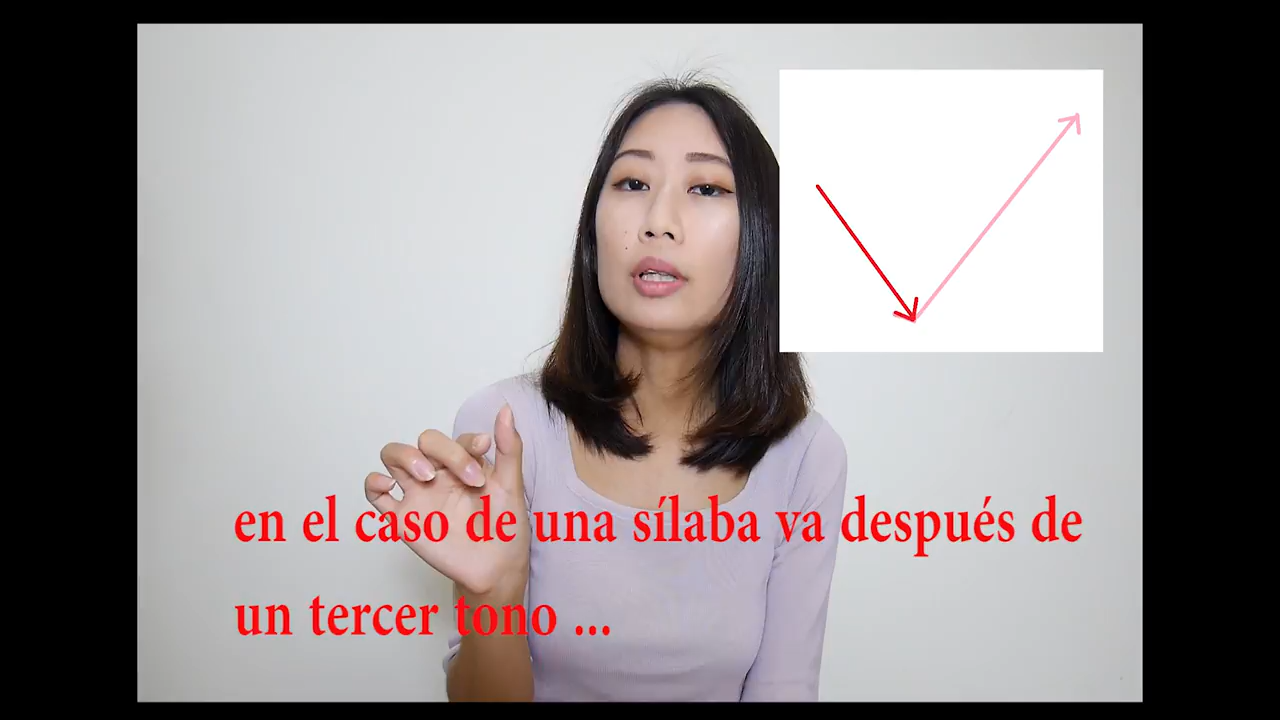 en el caso de una sílaba va después de
un tercer tono ...